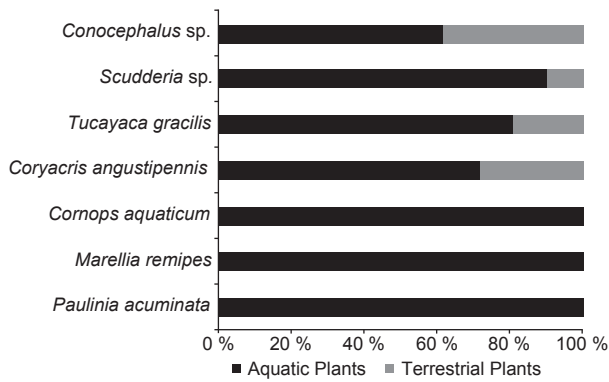 Conocephalus sp.
Scudderia sp.
Tucayaca gracilis
Coryacris angustipennis
Cornops aquaticum
Marellia remipes
Paulinia acuminata
0 % 20 % 40 % 60 % 80 % 100 %
Aquatic Plants Terrestrial Plants